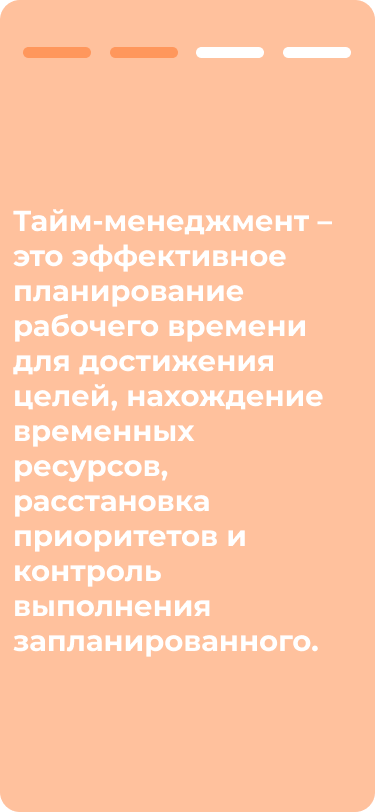 Тайм-менеджмент –
это эффективное
планирование
рабочего времени
для достижения
целей, нахождение
временных
ресурсов,
расстановка
приоритетов и
контроль
выполнения
запланированного.